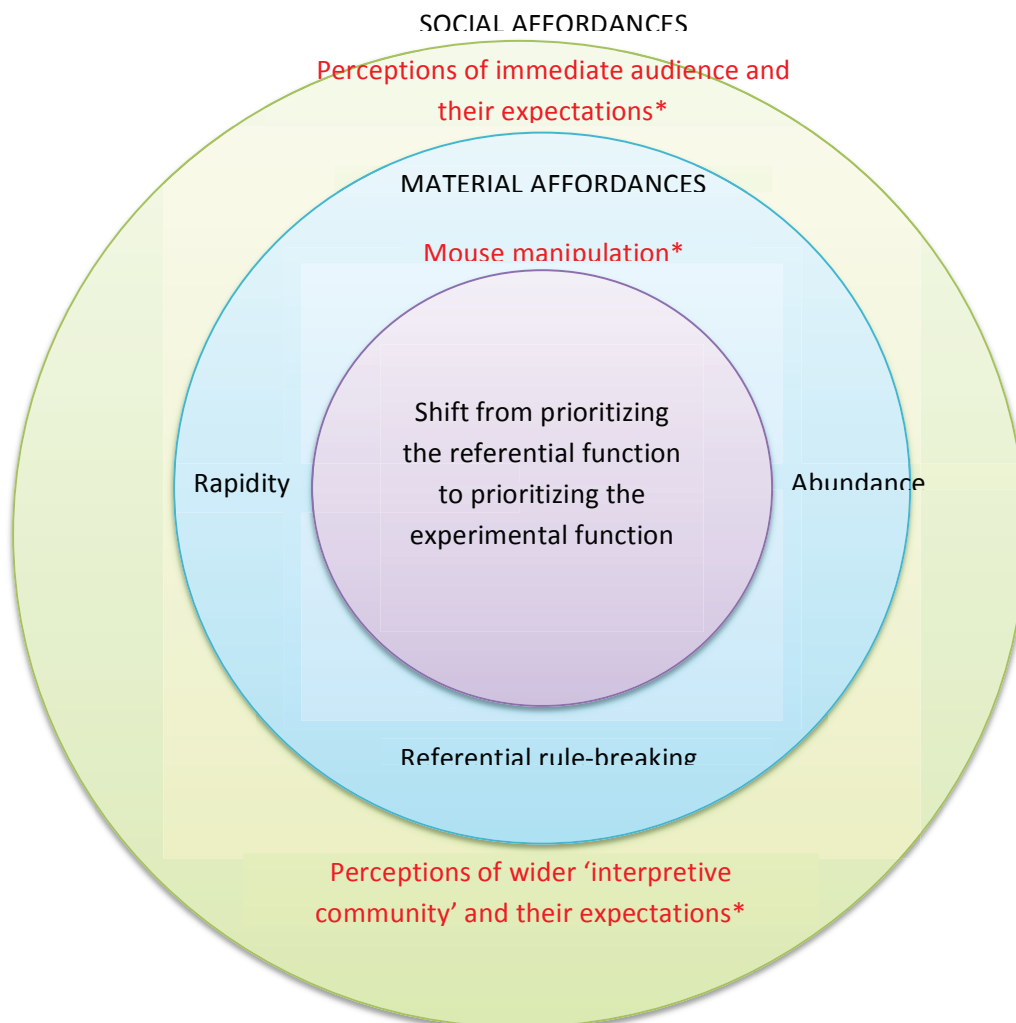 SOCIAL AFFORDANCES
Perceptions of immediate audience and
their expectations*
MATERIAL AFFORDANCES
Mouse manipulation*
Shift from prioritizing
the referential function
to prioritizing the
experimental function
Rapidity
Abundance
Referential rule-breaking
Perceptions of wider ‘interpretive
community’ and their expectations*